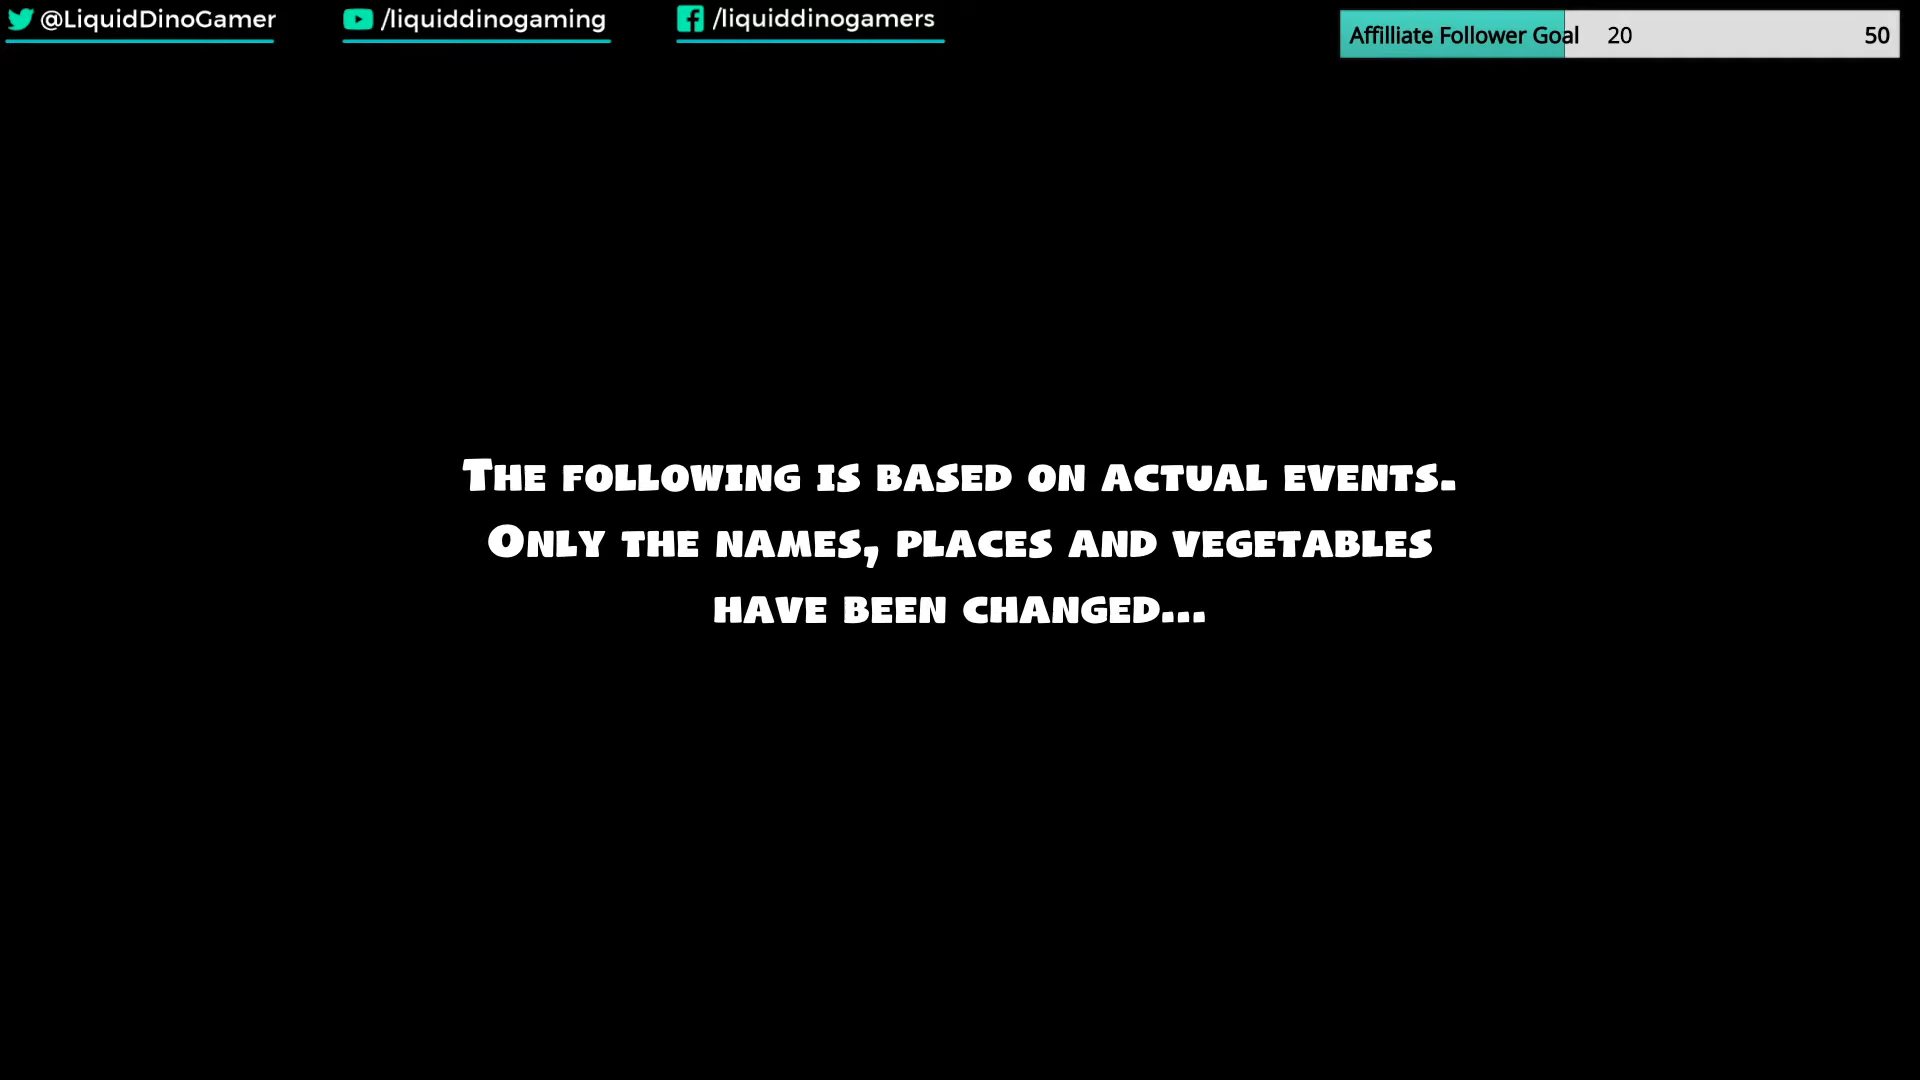 @LiquidDinoGamer /liquiddinogaming /liquiddinogamers
Affilliate Follower Goal 20 50
The following is based on actual events.
Only the names, places and vegetables
have been changed...